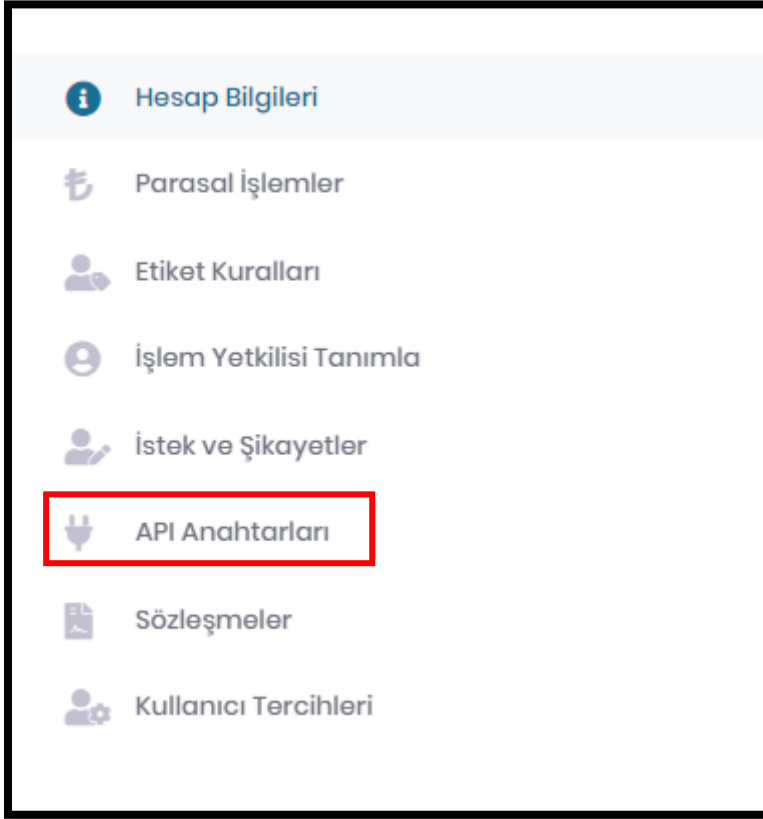 Hesap Bilgileri
Parasal İşlemler
Etiket Kuralları
İşlem Yetkilisi Tanımla
İstek ve Şikayetler
API Anahtarları
Sözleşmeler
Kullanıcı Tercihleri